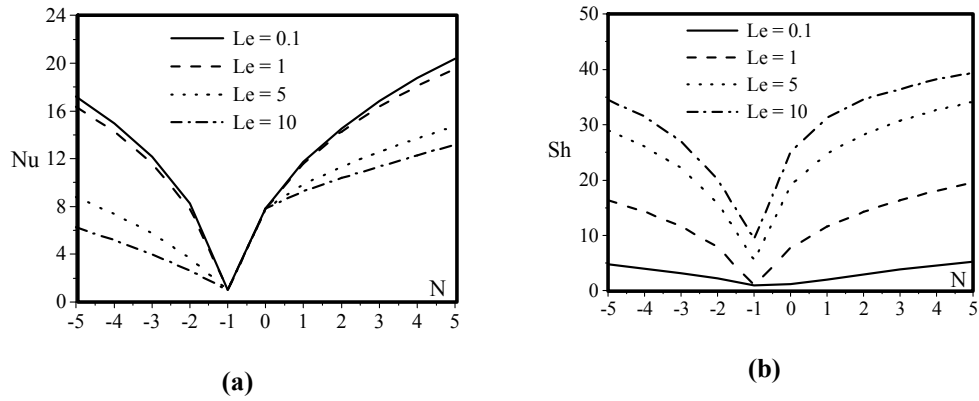 24
20
16
Nu
12
8
4
0
-5 -4 -3 -2 -1 0 1 2 3 4 5
N
Le = 0.1
Le = 1
Le = 5
Le = 10
(a)
50
40
30
Sh
20
10
0
-5 -4 -3 -2 -1 0 1 2 3 4 5
N
Le = 0.1
Le = 1
Le = 5
Le = 10
(b)